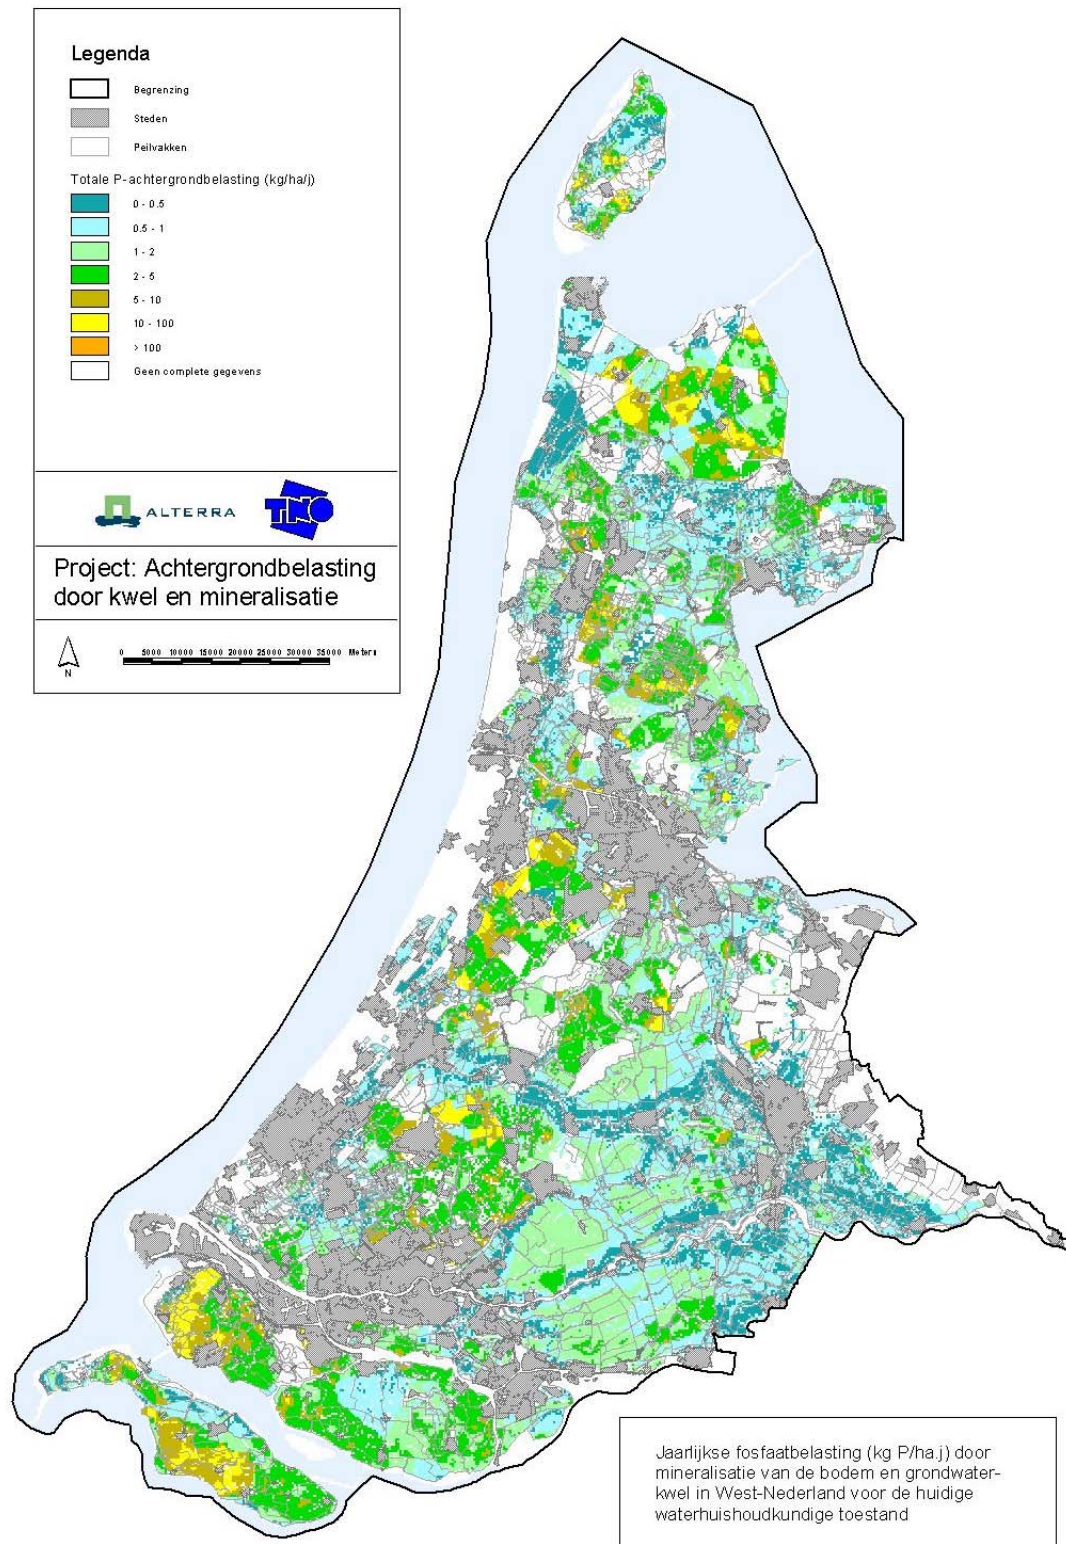 Legenda
Begrenzing
Steden
Peilvakken
Totale P-achtergrondbelasting (kg/ha/j)
0 - 0.5
0.5 - 1
1 - 2
2 - 5
5 - 10
10 - 100
> 100
Geen complete gegevens
ALTERRA
TNO
Project: Achtergrondbelasting
door kwel en mineralisatie
N
0 5000 10000 15000 20000 25000 30000 35000 Meters
Jaarlijkse fosfaatbelasting (kg P/ha.j) door
mineralisatie van de bodem en grondwater-
kwel in West-Nederland voor de huidige
waterhuishoudkundige toestand